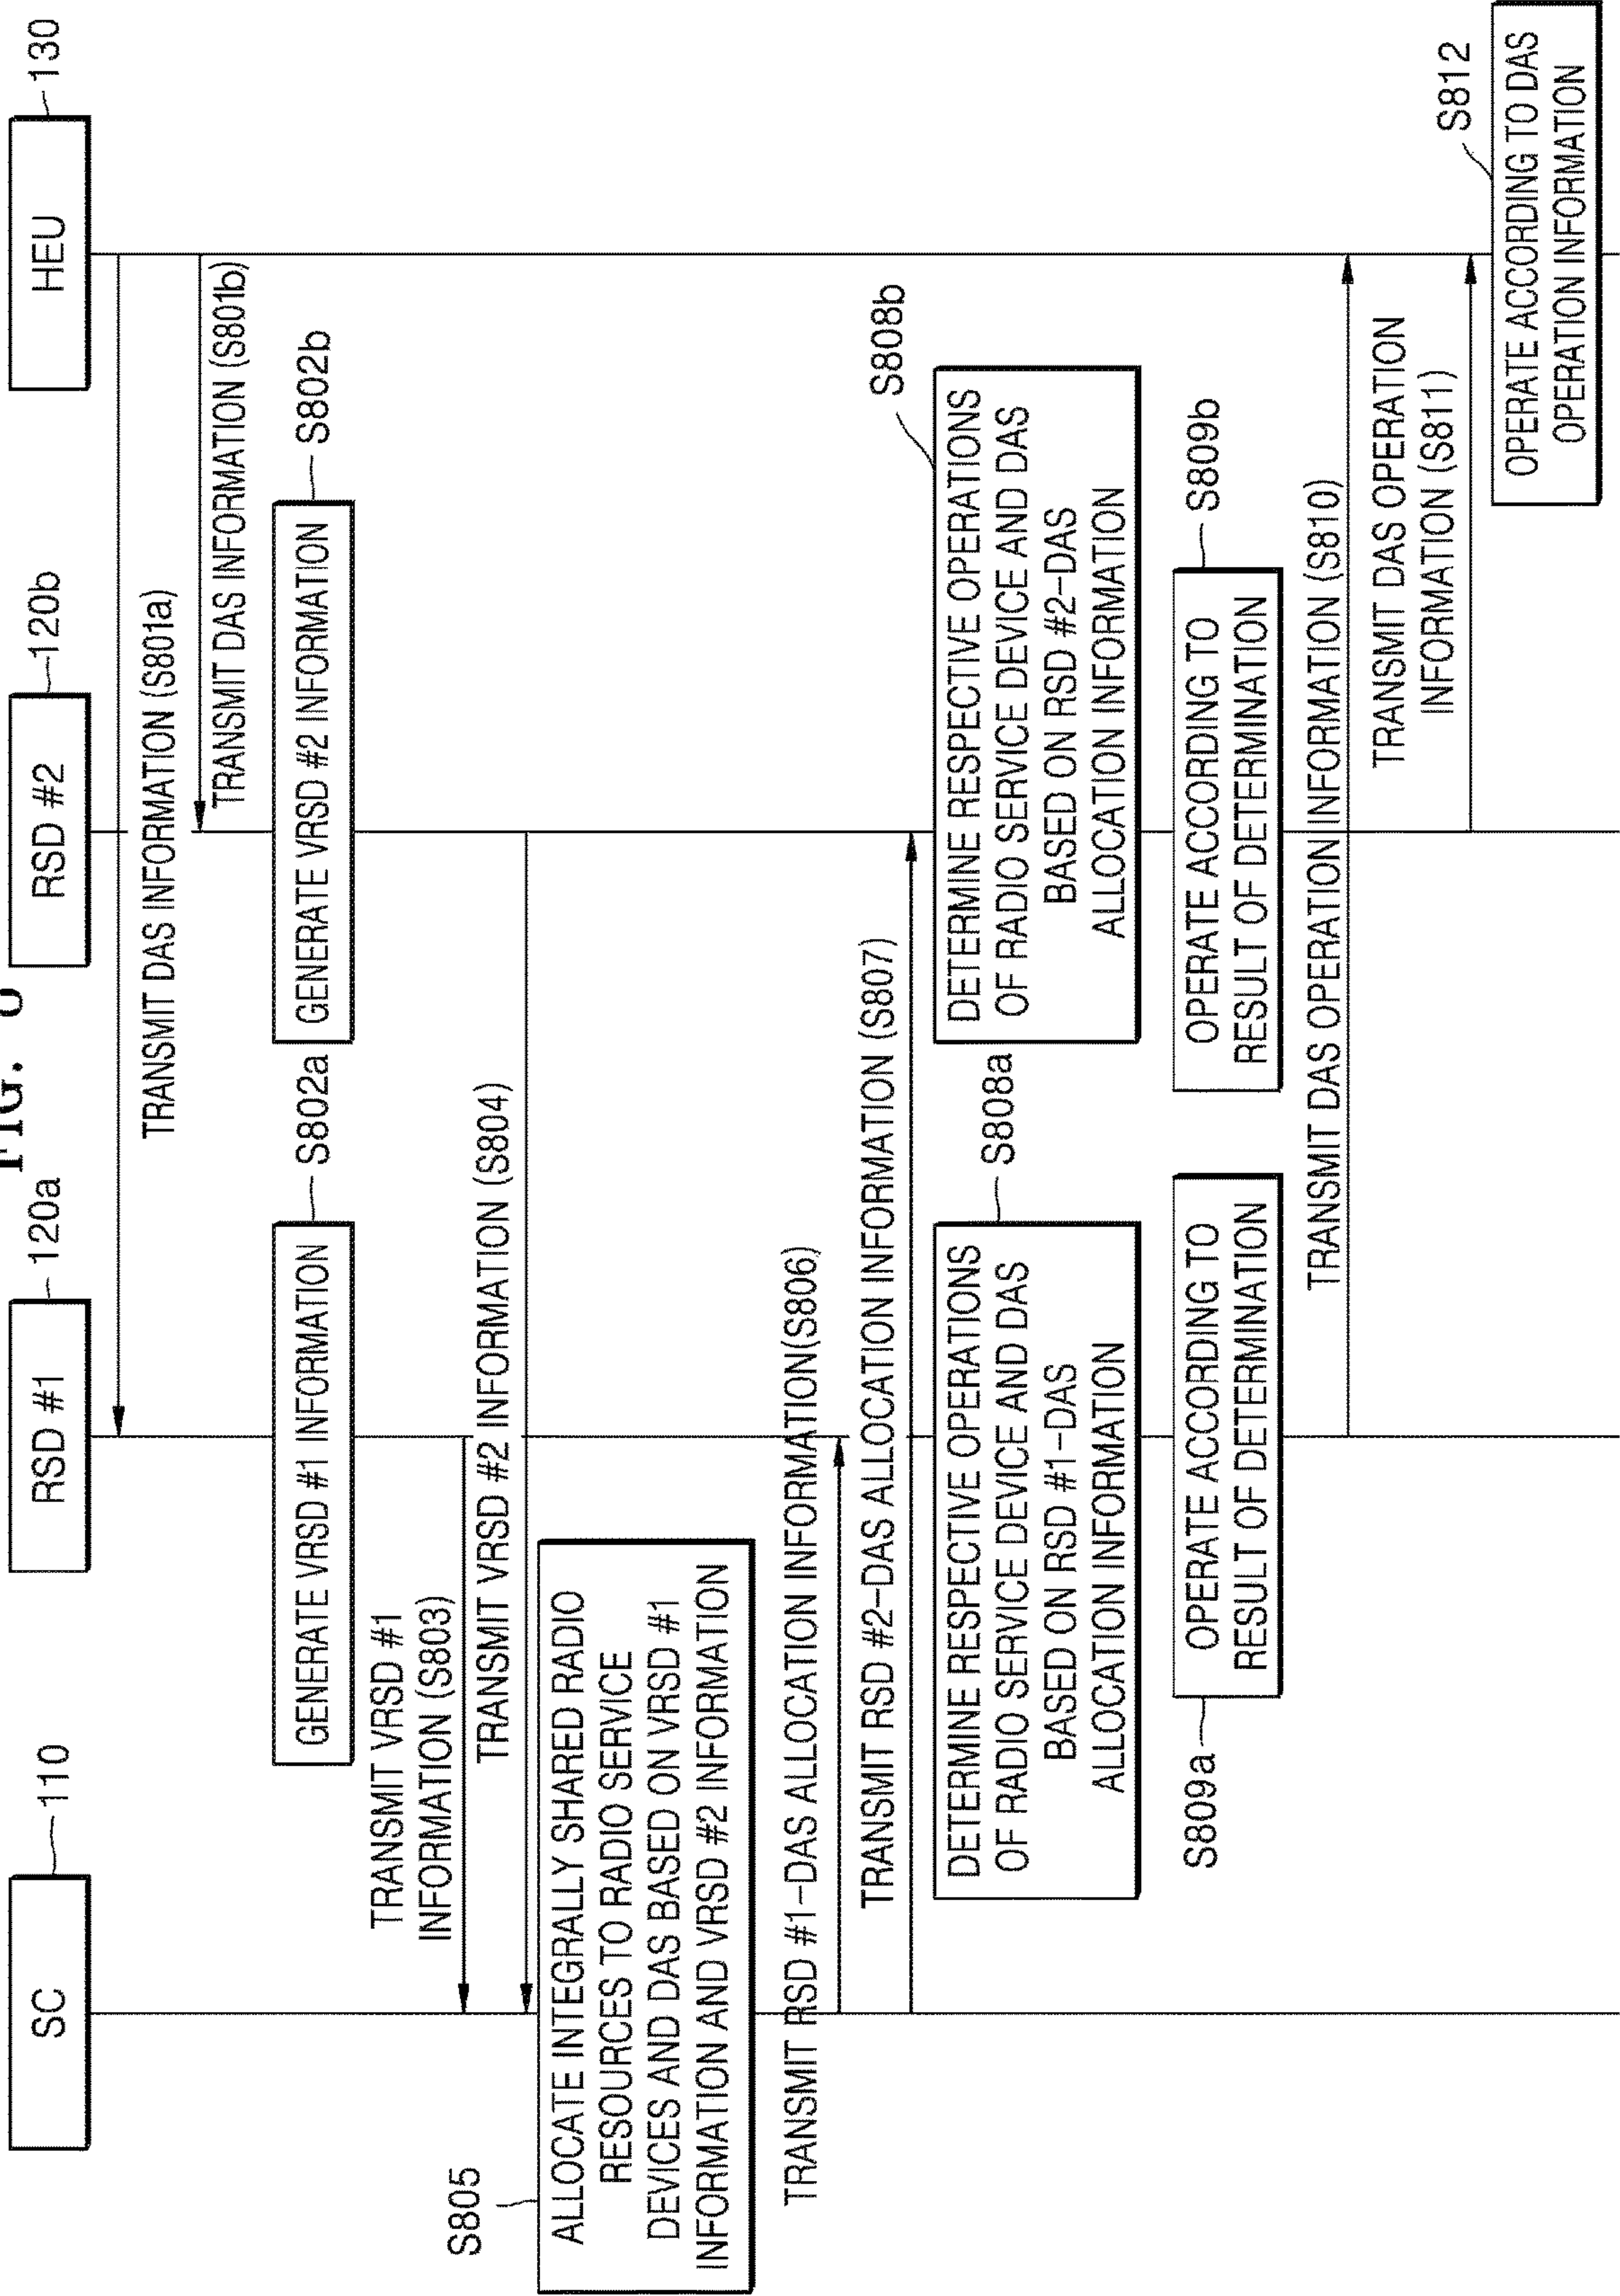 FIG. 8
SC
110
RSD #1
120a
RSD #2
120b
HEU
130
TRANSMIT DAS INFORMATION (S801a)
TRANSMIT DAS INFORMATION (S801b)
GENERATE VRSD #1 INFORMATION
S802a
GENERATE VRSD #2 INFORMATION
S802b
TRANSMIT VRSD #1
INFORMATION (S803)
TRANSMIT VRSD #2 INFORMATION (S804)
S805
ALLOCATE INTEGRALLY SHARED RADIO
RESOURCES TO RADIO SERVICE
DEVICES AND DAS BASED ON VRSD #1
INFORMATION AND VRSD #2 INFORMATION
TRANSMIT RSD #1-DAS ALLOCATION INFORMATION(S806)
TRANSMIT RSD #2-DAS ALLOCATION INFORMATION (S807)
DETERMINE RESPECTIVE OPERATIONS
OF RADIO SERVICE DEVICE AND DAS
BASED ON RSD #1-DAS
ALLOCATION INFORMATION
S808a
DETERMINE RESPECTIVE OPERATIONS
OF RADIO SERVICE DEVICE AND DAS
BASED ON RSD #2-DAS
ALLOCATION INFORMATION
S808b
S809a
OPERATE ACCORDING TO
RESULT OF DETERMINATION
OPERATE ACCORDING TO
RESULT OF DETERMINATION
S809b
TRANSMIT DAS OPERATION INFORMATION (S810)
TRANSMIT DAS OPERATION
INFORMATION (S811)
S812
OPERATE ACCORDING TO DAS
OPERATION INFORMATION